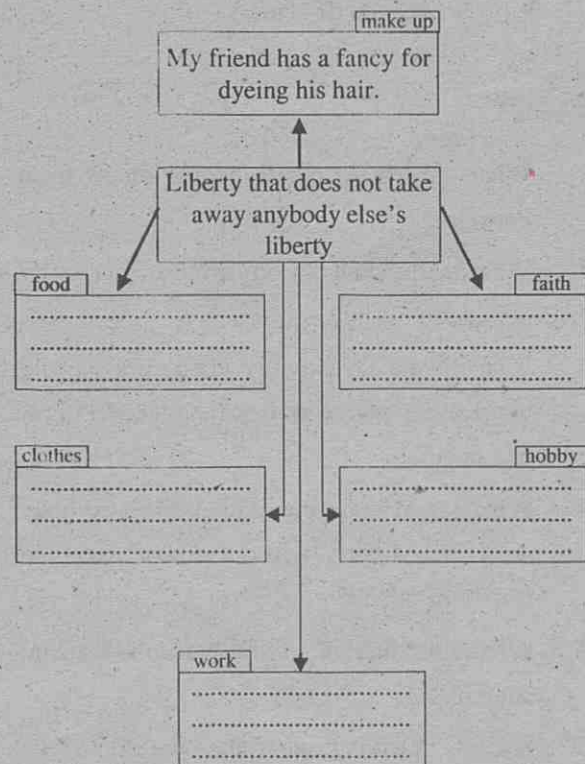 make up
My friend has a fancy for
dyeing his hair.
Liberty that does not take
away anybody else's
liberty
food
faith
clothes
hobby
work